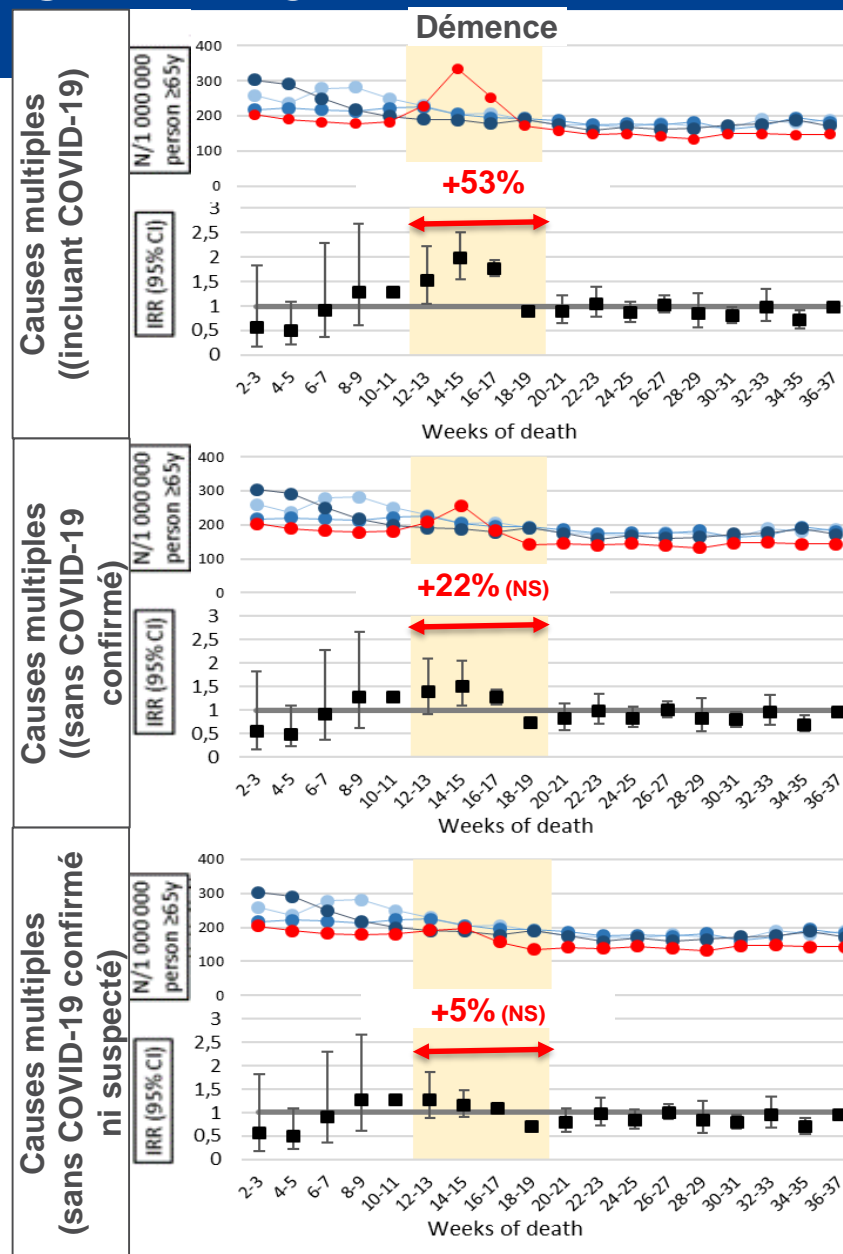 Démence
Causes multiples
((incluant COVID-19)
N/1 000 000
person ≥65y
400
300
200
100
0
+53%
IRR (95% CI)
3
2,5
2
1,5
1
0,5
0
2-3 4-5 6-7 8-9 10-11 12-13 14-15 16-17 18-19 20-21 22-23 24-25 26-27 28-29 30-31 32-33 34-35 36-37
Weeks of death
Causes multiples
((sans COVID-19
confirmé)
N/1 000 000
person ≥65y
400
300
200
100
0
+22% (NS)
IRR (95% CI)
3
2,5
2
1,5
1
0,5
0
2-3 4-5 6-7 8-9 10-11 12-13 14-15 16-17 18-19 20-21 22-23 24-25 26-27 28-29 30-31 32-33 34-35 36-37
Weeks of death
Causes multiples
(sans COVID-19 confirmé
ni suspecté)
N/1 000 000
person ≥65y
400
300
200
100
0
+5% (NS)
IRR (95% CI)
3
2,5
2
1,5
1
0,5
0
2-3 4-5 6-7 8-9 10-11 12-13 14-15 16-17 18-19 20-21 22-23 24-25 26-27 28-29 30-31 32-33 34-35 36-37
Weeks of death